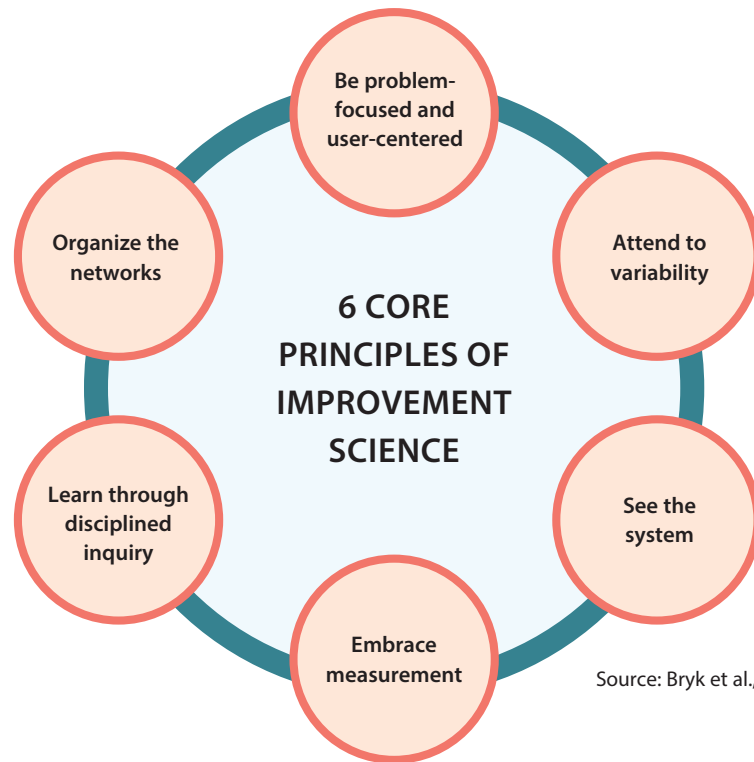 Be problem-
focused and
user-centered
Organize the
networks
Attend to
variability
6 CORE
PRINCIPLES OF
IMPROVEMENT
SCIENCE
Learn through
disciplined
inquiry
See the
system
Embrace
measurement
Source: Bryk et al.,